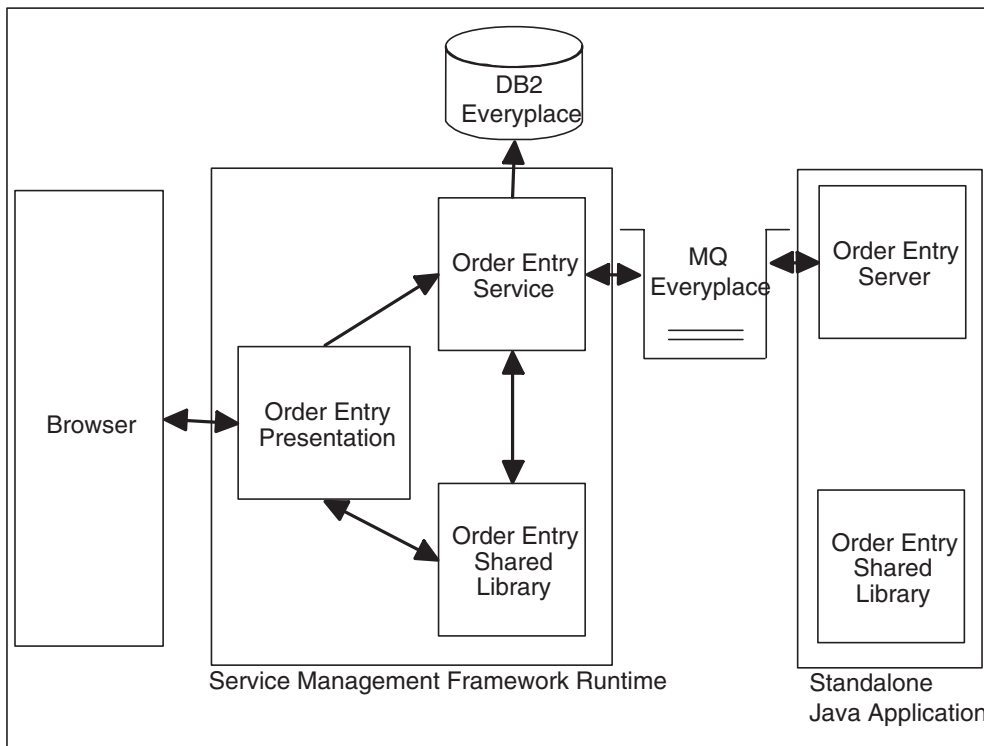 DB2
Everyplace
Browser
Order Entry
Presentation
Order Entry
Service
Order Entry
Shared
Library
MQ
Everyplace
Order Entry
Server
Order Entry
Shared
Library
Service Management Framework Runtime
Standalone
Java Application